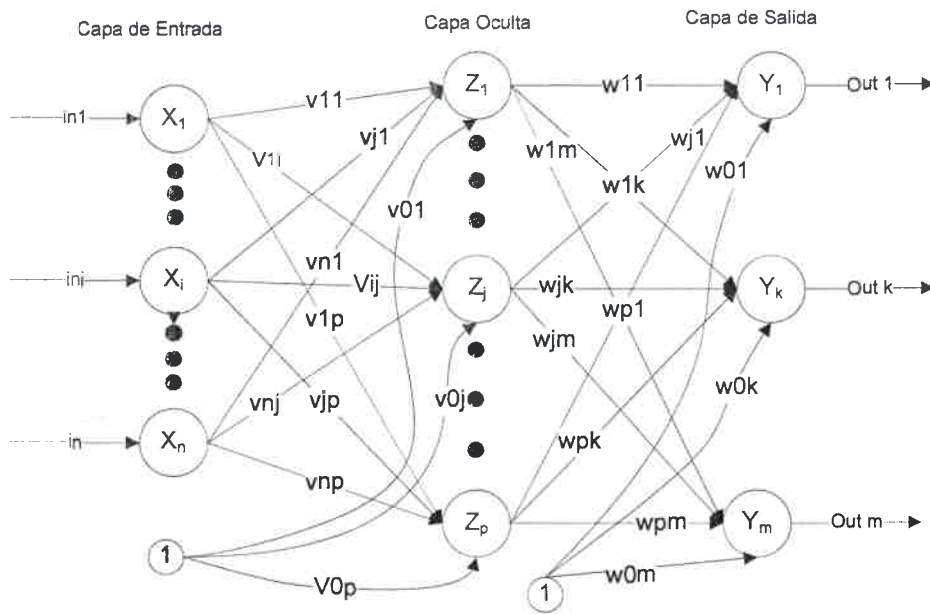 Capa de Entrada
Capa Oculta
Capa de Salida
in1
X1
v11
Z1
w11
Y1
Out 1
vj1
V1j
w1m
wj1
w01
w1k
v01
vn1
inj
Xi
Vij
Zj
wjk
Yk
Out k
v1p
wp1
wjm
vnj
vjp
v0j
w0k
in
Xn
wpk
vnp
Zp
wpm
Ym
Out m
1
V0p
1
w0m